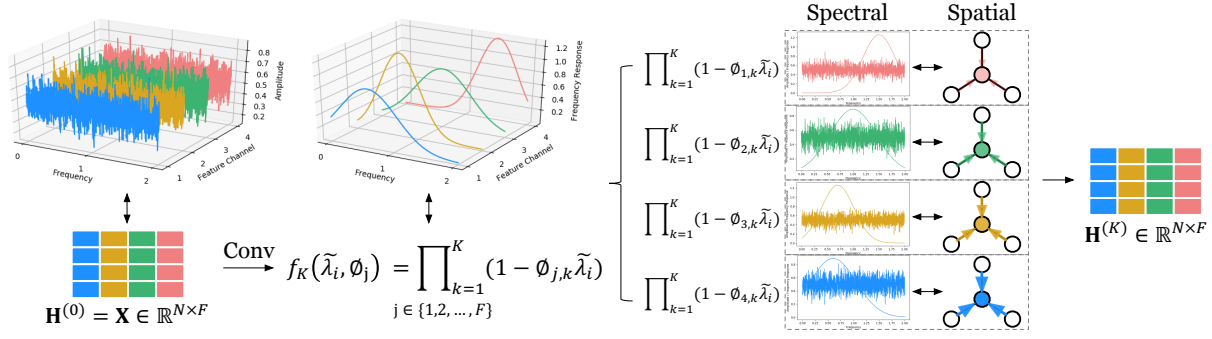 0.8
0.7
0.6
0.5
0.4
0.3
0.2
Amplitude
0
1
2
Frequency
1
2
3
4
Feature Channel
1.2
1.0
0.8
0.6
0.4
0.2
Frequency Response
0
1
2
Frequency
1
2
3
4
Feature Channel
H^{(0)} = X ∈ ℝ^{N×F}
Conv
f_K(λ̃_i, ∅_j) = ∏_{k=1}^{K} (1 − ∅_{j,k}λ̃_i)
j ∈ {1,2, … , F}
Spectral Spatial
∏_{k=1}^{K} (1 − ∅_{1,k}λ̃_i)
∏_{k=1}^{K} (1 − ∅_{2,k}λ̃_i)
∏_{k=1}^{K} (1 − ∅_{3,k}λ̃_i)
∏_{k=1}^{K} (1 − ∅_{4,k}λ̃_i)
H^{(K)} ∈ ℝ^{N×F}